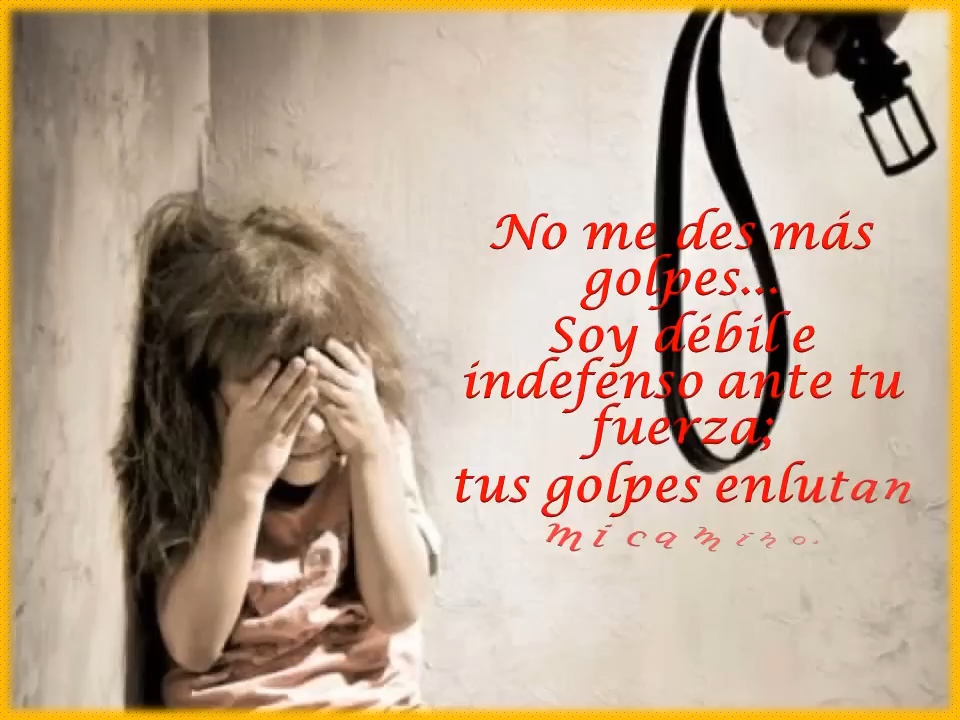 No me des más
golpes...
Soy débil e
indefenso ante tu
fuerza;
tus golpes enlutan
mi camino.